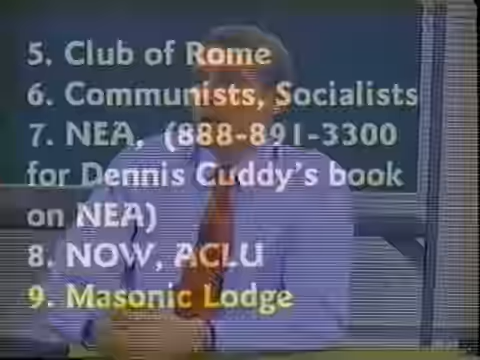 5. Club of Rome
6. Communists, Socialists
7. NEA, (888-891-3300
for Dennis Cuddy's book
on NEA)
8. NOW, ACLU
9. Masonic Lodge